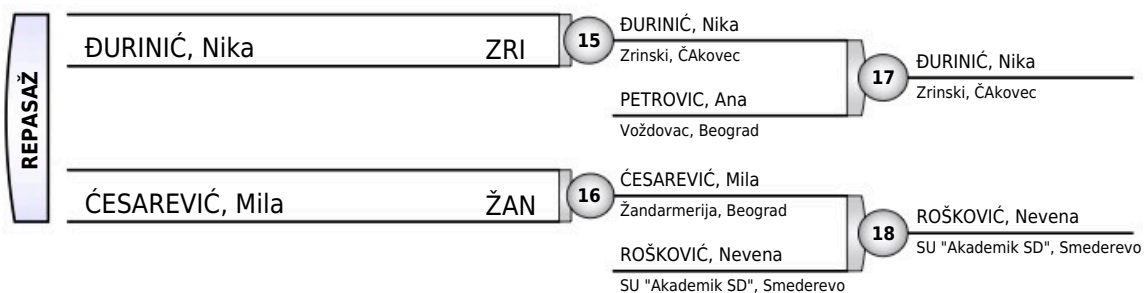 REPASAŽ
ĐURINIĆ, Nika ZRI
15
ĐURINIĆ, Nika
Zrinski, ČAkovec
PETROVIC, Ana
Voždovac, Beograd
17
ĐURINIĆ, Nika
Zrinski, ČAkovec
ĆESAREVIĆ, Mila ŽAN
16
ĆESAREVIĆ, Mila
Žandarmerija, Beograd
ROŠKOVIĆ, Nevena
SU "Akademik SD", Smederevo
18
ROŠKOVIĆ, Nevena
SU "Akademik SD", Smederevo